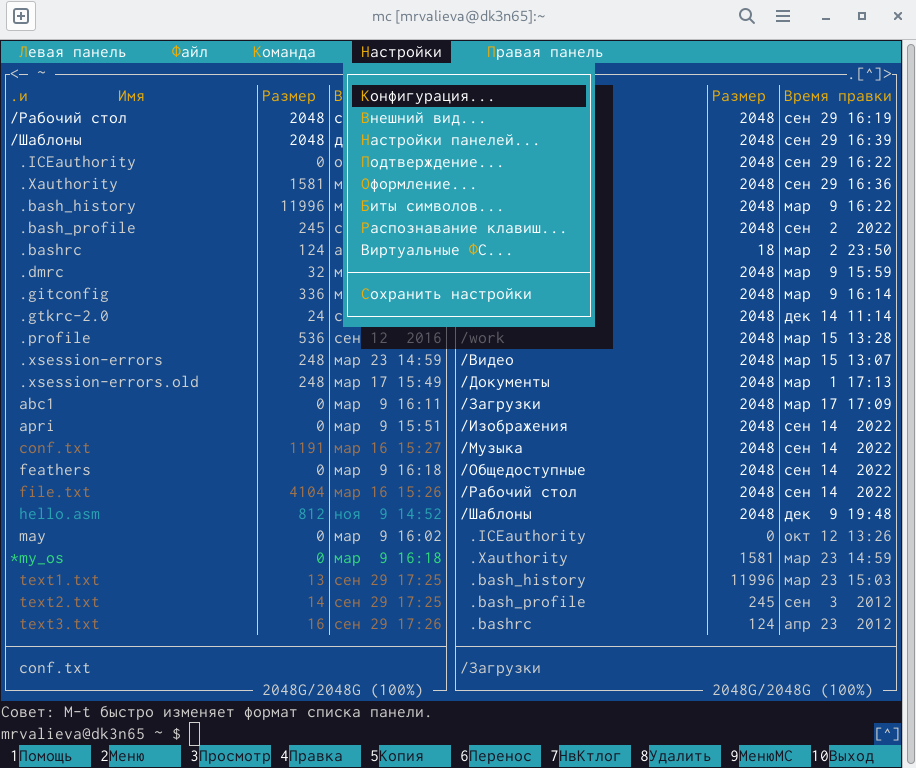 mc [mrvalieva@dk3n65]:~
Левая панель Файл Команда Настройки Правая панель
<— ~ .[^]>
.и Имя Размер В Размер Время правки
Конфигурация...
Внешний вид...
Настройки панелей...
Подтверждение...
Оформление...
Биты символов...
Распознавание клавиш...
Виртуальные ФС...
Сохранить настройки
/Рабочий стол 2048 с 2048 сен 29 16:19
/Шаблоны 2048 д 2048 сен 29 16:39
.ICEauthority 0 о 2048 сен 29 16:22
.Xauthority 1581 м 2048 сен 29 16:36
.bash_history 11996 м 2048 мар 9 16:22
.bash_profile 245 с 2048 сен 2 2022
.bashrc 124 а 18 мар 2 23:50
.dmrc 32 м 2048 мар 9 15:59
.gitconfig 336 м 2048 мар 9 16:14
.gtkrc-2.0 24 с 2048 дек 14 11:14
.profile 536 сен 12 2016 /work 2048 мар 15 13:28
.xsession-errors 248 мар 23 14:59 /Видео 2048 мар 15 13:07
.xsession-errors.old 248 мар 17 15:49 /Документы 2048 мар 1 17:13
abc1 0 мар 9 16:11 /Загрузки 2048 мар 17 17:09
apri 0 мар 9 15:51 /Изображения 2048 сен 14 2022
conf.txt 1191 мар 16 15:27 /Музыка 2048 сен 14 2022
feathers 0 мар 9 16:18 /Общедоступные 2048 сен 14 2022
file.txt 4104 мар 16 15:26 /Рабочий стол 2048 сен 14 2022
hello.asm 812 ноя 9 14:52 /Шаблоны 2048 дек 9 19:48
may 0 мар 9 16:02 .ICEauthority 0 окт 12 13:26
*my_os 0 мар 9 16:18 .Xauthority 1581 мар 23 14:59
text1.txt 13 сен 29 17:25 .bash_history 11996 мар 23 15:03
text2.txt 14 сен 29 17:25 .bash_profile 245 сен 3 2012
text3.txt 16 сен 29 17:26 .bashrc 124 апр 23 2012
conf.txt /Загрузки
2048G/2048G (100%) 2048G/2048G (100%)
Совет: M-t быстро изменяет формат списка панели.
mrvalieva@dk3n65 ~ $ [^]
1Помощь 2Меню 3Просмотр 4Правка 5Копия 6Перенос 7НвКтлог 8Удалить 9МенюMC 10Выход